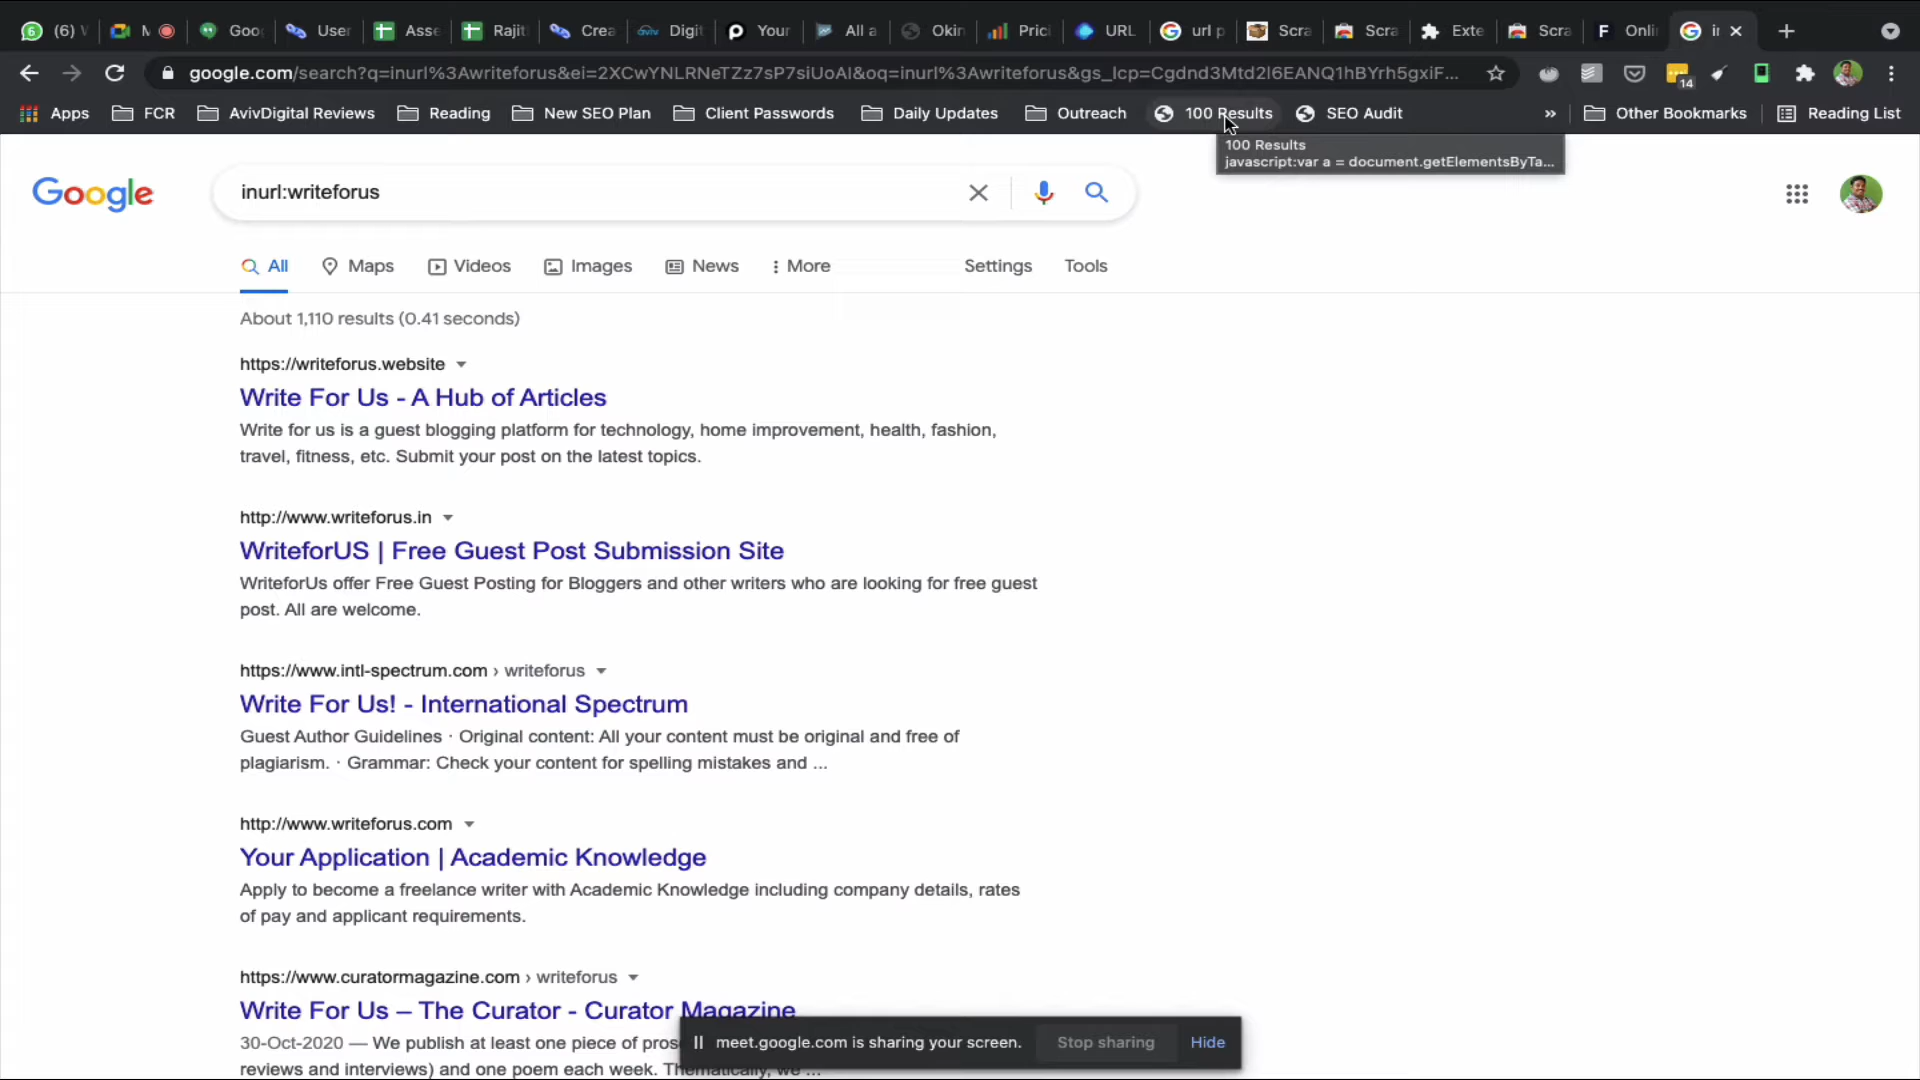 (6)
Goo
User
Asse
Rajit
Crea
Digit
Your
All a
Okin
Prici
URL
url p
Scra
Scra
Exte
Scra
Onli
google.com/search?q=inurl%3Awriteforus&ei=2XCwYNLRNeTZz7sP7siUoAI&oq=inurl%3Awriteforus&gs_lcp=Cgdnd3Mtd2l6EANQ1hBYrh5gxiF...
14
Apps
FCR
AvivDigital Reviews
Reading
New SEO Plan
Client Passwords
Daily Updates
Outreach
100 Results
SEO Audit
»
Other Bookmarks
Reading List
100 Results
javascript:var a = document.getElementsByTa...
Google
inurl:writeforus
All
Maps
Videos
Images
News
More
Settings
Tools
About 1,110 results (0.41 seconds)
https://writeforus.website
Write For Us - A Hub of Articles
Write for us is a guest blogging platform for technology, home improvement, health, fashion,
travel, fitness, etc. Submit your post on the latest topics.
http://www.writeforus.in
WriteforUS | Free Guest Post Submission Site
WriteforUs offer Free Guest Posting for Bloggers and other writers who are looking for free guest
post. All are welcome.
https://www.intl-spectrum.com › writeforus
Write For Us! - International Spectrum
Guest Author Guidelines · Original content: All your content must be original and free of
plagiarism. · Grammar: Check your content for spelling mistakes and ...
http://www.writeforus.com
Your Application | Academic Knowledge
Apply to become a freelance writer with Academic Knowledge including company details, rates
of pay and applicant requirements.
https://www.curatormagazine.com › writeforus
Write For Us – The Curator - Curator Magazine
30-Oct-2020 — We publish at least one piece of pros
reviews and interviews) and one poem each week. Thematically, we ...
meet.google.com is sharing your screen.
Stop sharing
Hide